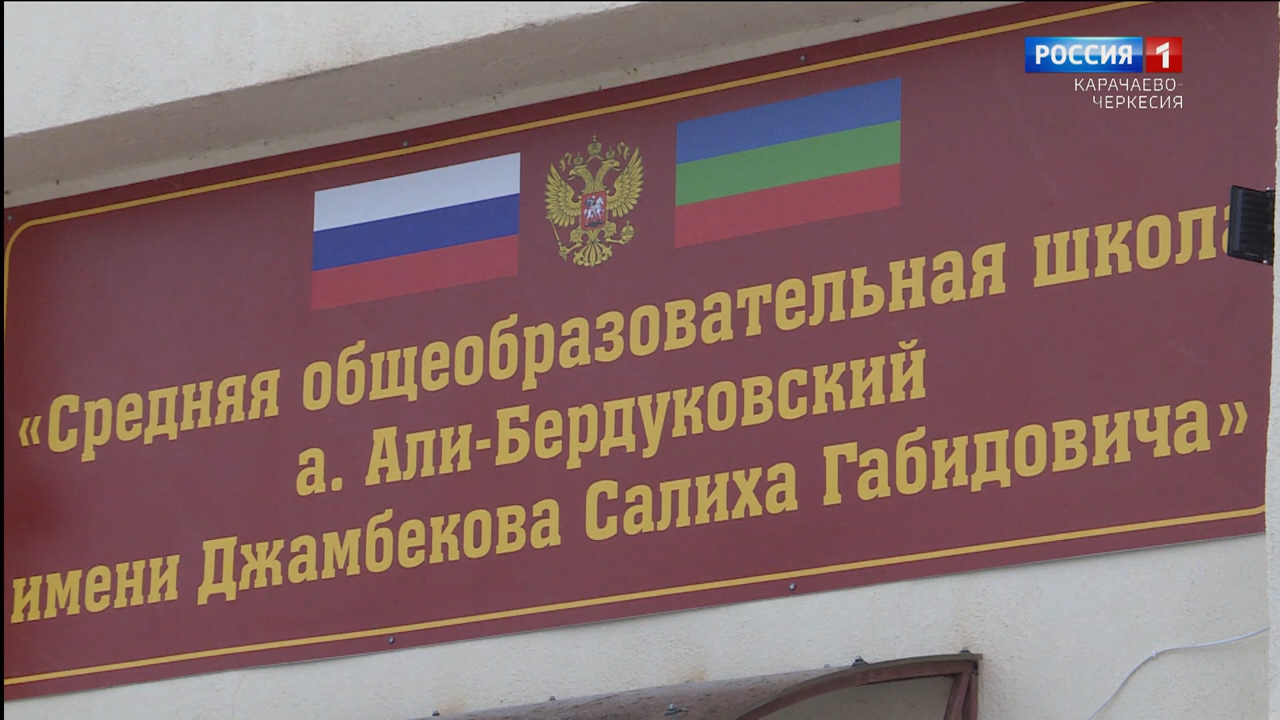 РОССИЯ 1
КАРАЧАЕВО-
ЧЕРКЕСИЯ
«Средняя общеобразовательная школа
а. Али-Бердуковский
имени Джамбекова Салиха Габидовича»